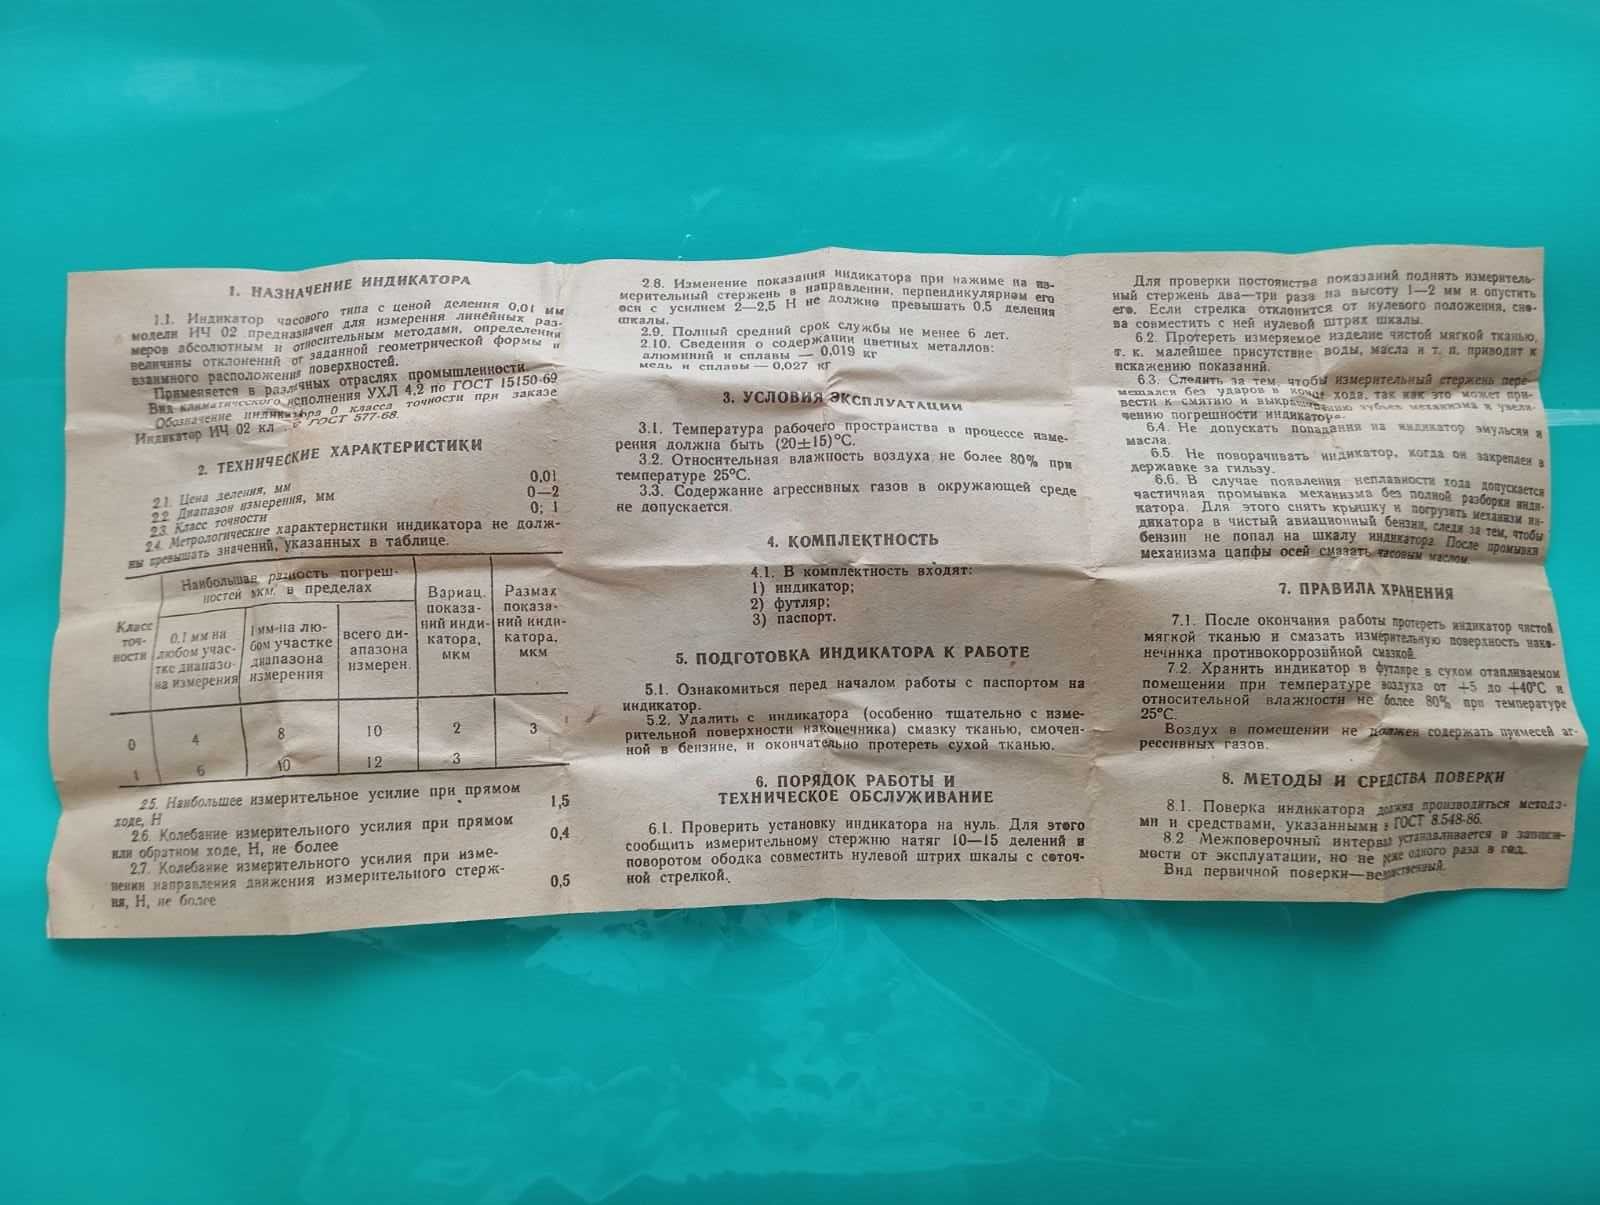 1. НАЗНАЧЕНИЕ ИНДИКАТОРА
1.1. Индикатор часового типа с ценой деления 0,01 мм
модели ИЧ 02 предназначен для измерения линейных раз-
меров абсолютным и относительным методами, определения
величины отклонений от заданной геометрической формы и
взаимного расположения поверхностей.
Применяется в различных отраслях промышленности.
Вид климатического исполнения УХЛ 4.2 по ГОСТ 15150-69
Обозначение индикатора 0 класса точности при заказе
Индикатор ИЧ 02 кл ГОСТ 577-68.
2. ТЕХНИЧЕСКИЕ ХАРАКТЕРИСТИКИ
2.1. Цена деления, мм 0,01
2.2 Диапазон измерения, мм 0—2
2.3. Класс точности 0; 1
2.4. Метрологические характеристики индикатора не долж-
ны превышать значений, указанных в таблице.
Класс
точ-
ности
Наибольшая разность погреш-
ностей мкм, в пределах
0,1 мм на
любом учас-
тке диапазо-
на измерения
1 мм-на лю-
бом участке
диапазона
измерения
всего ди-
апазона
измерен.
Вариац.
показа-
ний инди-
катора,
мкм
Размах
показа-
ний инди-
катора,
мкм
0 4 8 10 2 3
1 6 10 12 3
2.5. Наибольшее измерительное усилие при прямом
ходе, Н 1,5
2.6. Колебание измерительного усилия при прямом
или обратном ходе, Н, не более 0,4
2.7. Колебание измерительного усилия при изме-
нении направления движения измерительного стерж-
ня, Н, не более 0,5
2.8. Изменение показания индикатора при нажиме на из-
мерительный стержень в направлении, перпендикулярном его
оси с усилием 2—2,5 Н не должно превышать 0,5 деления
шкалы.
2.9. Полный средний срок службы не менее 6 лет.
2.10. Сведения о содержании цветных металлов:
алюминий и сплавы — 0,019 кг
медь и сплавы — 0,027 кг
3. УСЛОВИЯ ЭКСПЛУАТАЦИИ
3.1. Температура рабочего пространства в процессе изме-
рения должна быть (20±15)°С.
3.2. Относительная влажность воздуха не более 80% при
температуре 25°С.
3.3. Содержание агрессивных газов в окружающей среде
не допускается.
4. КОМПЛЕКТНОСТЬ
4.1. В комплектность входят:
1) индикатор;
2) футляр;
3) паспорт.
5. ПОДГОТОВКА ИНДИКАТОРА К РАБОТЕ
5.1. Ознакомиться перед началом работы с паспортом на
индикатор.
5.2. Удалить с индикатора (особенно тщательно с изме-
рительной поверхности наконечника) смазку тканью, смочен-
ной в бензине, и окончательно протереть сухой тканью.
6. ПОРЯДОК РАБОТЫ И
ТЕХНИЧЕСКОЕ ОБСЛУЖИВАНИЕ
6.1. Проверить установку индикатора на нуль. Для этого
сообщить измерительному стержню натяг 10—15 делений и
поворотом ободка совместить нулевой штрих шкалы с боточ-
ной стрелкой.
Для проверки постоянства показаний поднять измеритель-
ный стержень два—три раза на высоту 1—2 мм и опустить
его. Если стрелка отклонится от нулевого положения, сно-
ва совместить с ней нулевой штрих шкалы.
6.2. Протереть измеряемое изделие чистой мягкой тканью,
т. к. малейшее присутствие воды, масла и т. п. приводит к
искажению показаний.
6.3. Следить за тем, чтобы измерительный стержень пере-
мещался без ударов в конце хода, так как это может при-
вести к смятию и выкрашиванию зубьев механизма и увели-
чению погрешности индикатора.
6.4. Не допускать попадания на индикатор эмульсии и
масла.
6.5. Не поворачивать индикатор, когда он закреплен в
державке за гильзу.
6.6. В случае появления неплавности хода допускается
частичная промывка механизма без полной разборки инди-
катора. Для этого снять крышку и погрузить механизм ин-
дикатора в чистый авиационный бензин, следя за тем, чтобы
бензин не попал на шкалу индикатора. После промывки
механизма цапфы осей смазать часовым маслом.
7. ПРАВИЛА ХРАНЕНИЯ
7.1. После окончания работы протереть индикатор чистой
мягкой тканью и смазать измерительную поверхность нако-
нечника противокоррозийной смазкой.
7.2. Хранить индикатор в футляре в сухом отапливаемом
помещении при температуре воздуха от +5 до +40°С и
относительной влажности не более 80% при температуре
25°С.
Воздух в помещении не должен содержать примесей аг-
рессивных газов.
8. МЕТОДЫ И СРЕДСТВА ПОВЕРКИ
8.1. Поверка индикатора должна производиться метода-
ми и средствами, указанными в ГОСТ 8.548-86.
8.2 Межповерочный интервал устанавливается в зависи-
мости от эксплуатации, но не реже одного раза в год.
Вид первичной поверки—ведомственный.